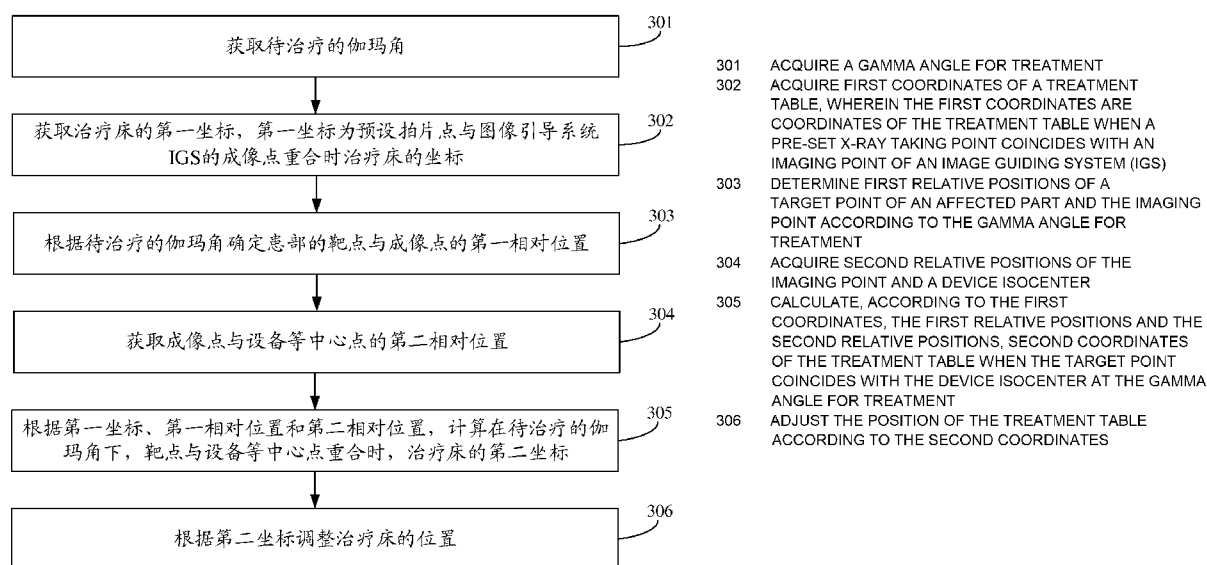 301
获取待治疗的伽玛角
获取治疗床的第一坐标，第一坐标为预设拍片点与图像引导系统
IGS的成像点重合时治疗床的坐标
302
根据待治疗的伽玛角确定患部的靶点与成像点的第一相对位置
303
获取成像点与设备等中心点的第二相对位置
304
根据第一坐标、第一相对位置和第二相对位置，计算在待治疗的伽
玛角下，靶点与设备等中心点重合时，治疗床的第二坐标
305
根据第二坐标调整治疗床的位置
306
301 ACQUIRE A GAMMA ANGLE FOR TREATMENT
302 ACQUIRE FIRST COORDINATES OF A TREATMENT
TABLE, WHEREIN THE FIRST COORDINATES ARE
COORDINATES OF THE TREATMENT TABLE WHEN A
PRE-SET X-RAY TAKING POINT COINCIDES WITH AN
IMAGING POINT OF AN IMAGE GUIDING SYSTEM (IGS)
303 DETERMINE FIRST RELATIVE POSITIONS OF A
TARGET POINT OF AN AFFECTED PART AND THE IMAGING
POINT ACCORDING TO THE GAMMA ANGLE FOR
TREATMENT
304 ACQUIRE SECOND RELATIVE POSITIONS OF THE
IMAGING POINT AND A DEVICE ISOCENTER
305 CALCULATE, ACCORDING TO THE FIRST
COORDINATES, THE FIRST RELATIVE POSITIONS AND THE
SECOND RELATIVE POSITIONS, SECOND COORDINATES
OF THE TREATMENT TABLE WHEN THE TARGET POINT
COINCIDES WITH THE DEVICE ISOCENTER AT THE GAMMA
ANGLE FOR TREATMENT
306 ADJUST THE POSITION OF THE TREATMENT TABLE
ACCORDING TO THE SECOND COORDINATES